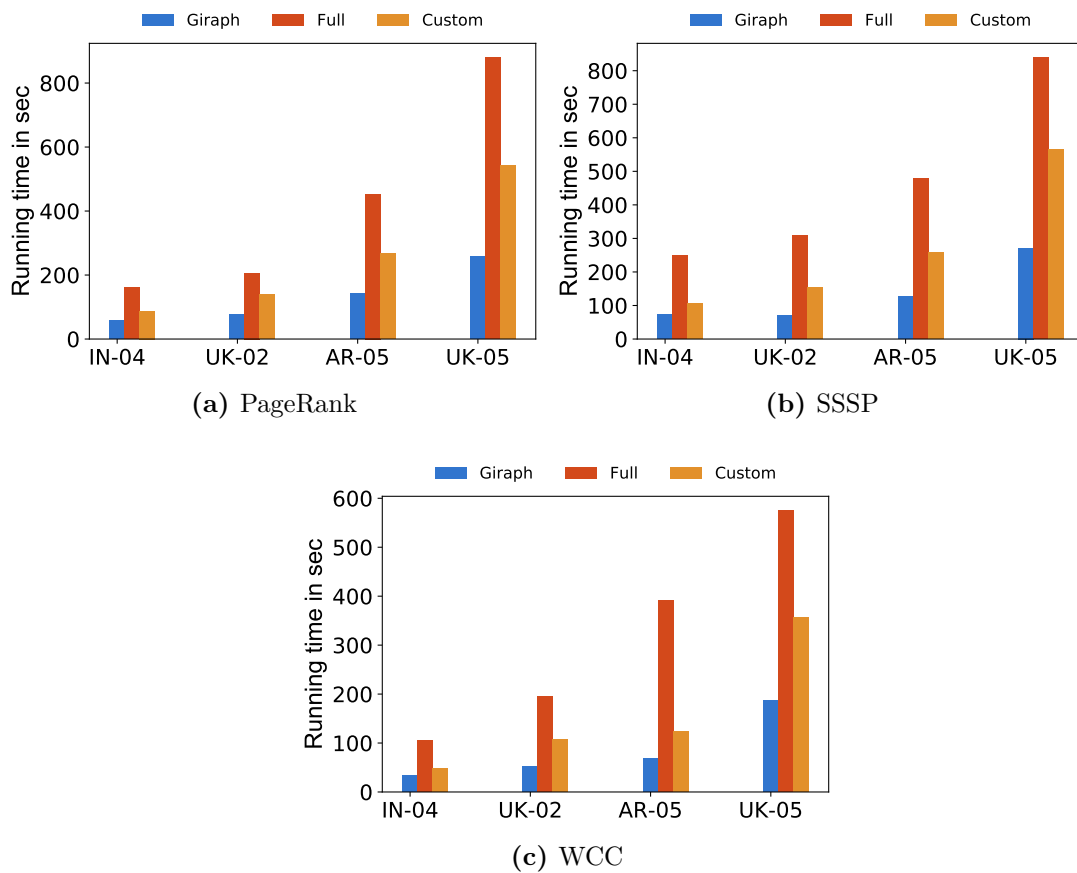 Giraph Full Custom
Running time in sec
800
600
400
200
0
IN-04 UK-02 AR-05 UK-05
(a) PageRank
Giraph Full Custom
Running time in sec
800
700
600
500
400
300
200
100
0
IN-04 UK-02 AR-05 UK-05
(b) SSSP
Giraph Full Custom
Running time in sec
600
500
400
300
200
100
0
IN-04 UK-02 AR-05 UK-05
(c) WCC